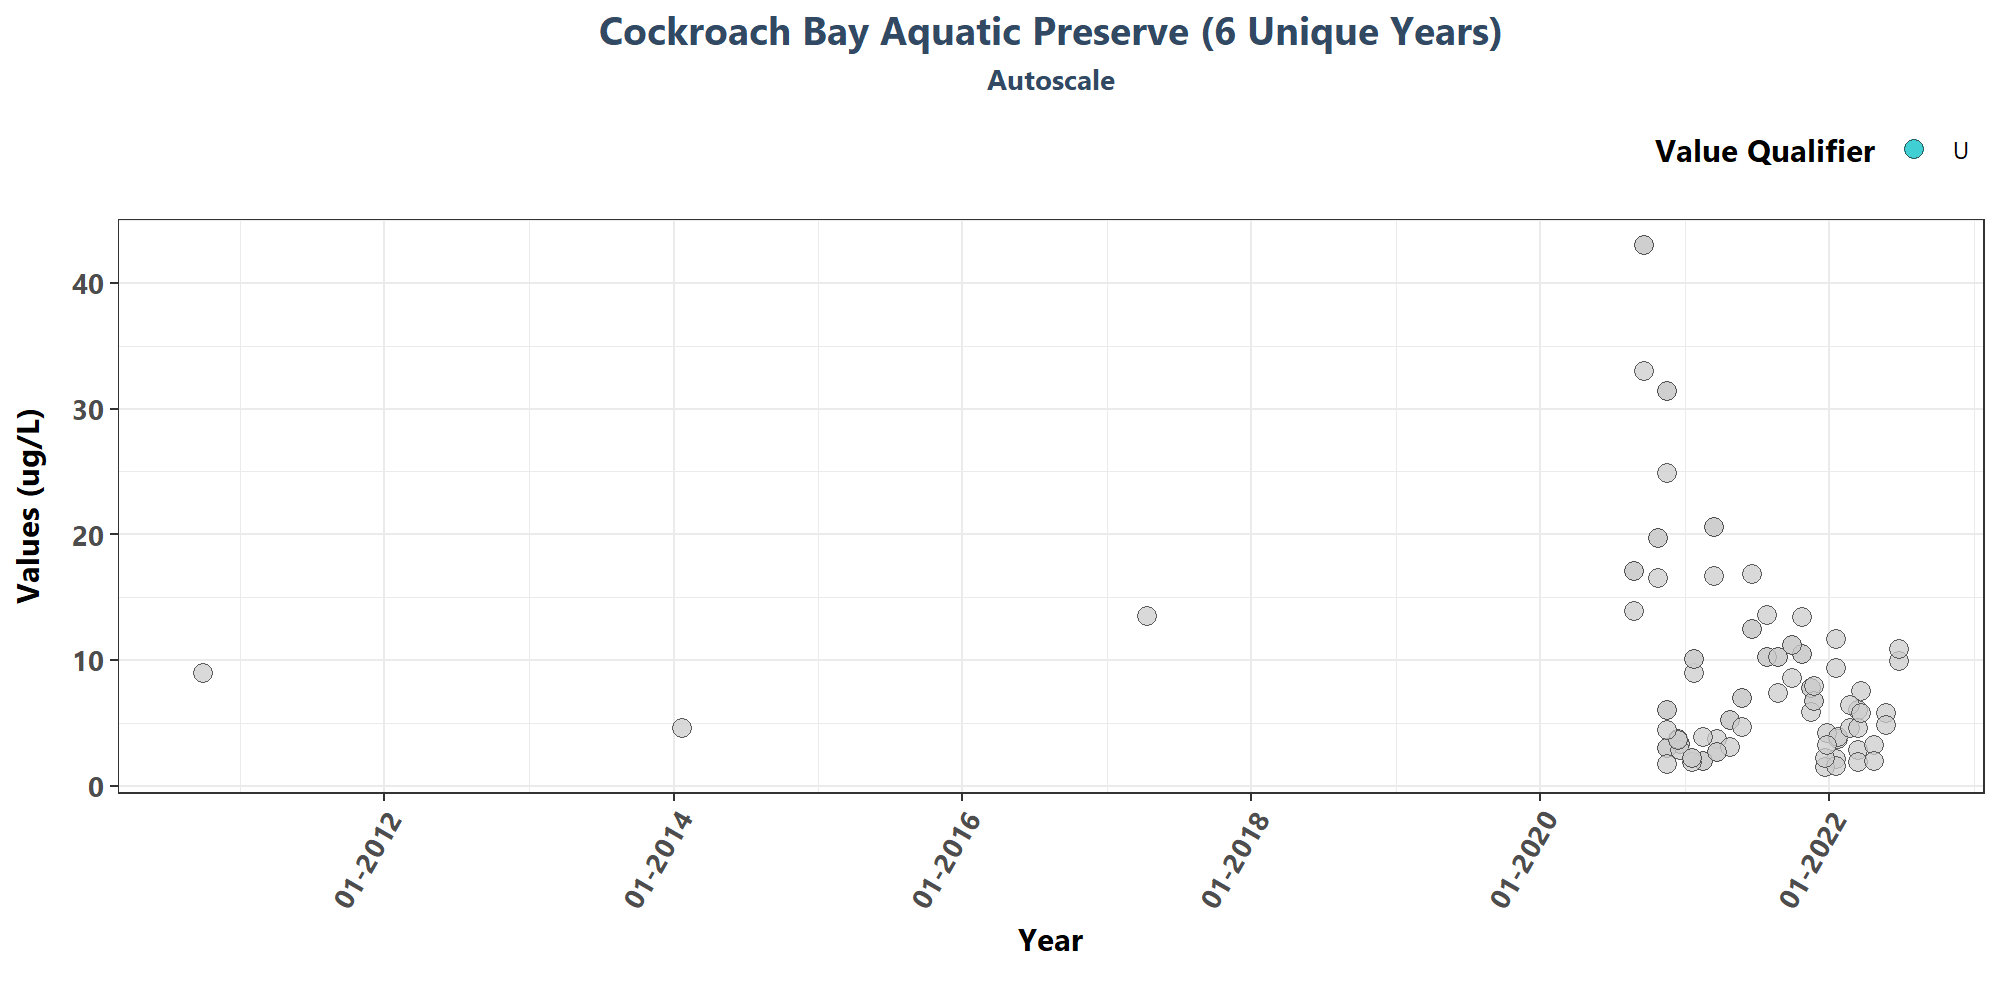 Cockroach Bay Aquatic Preserve (6 Unique Years)
Autoscale
Value Qualifier U
Values (ug/L)
40
30
20
10
0
01-2012
01-2014
01-2016
01-2018
01-2020
01-2022
Year